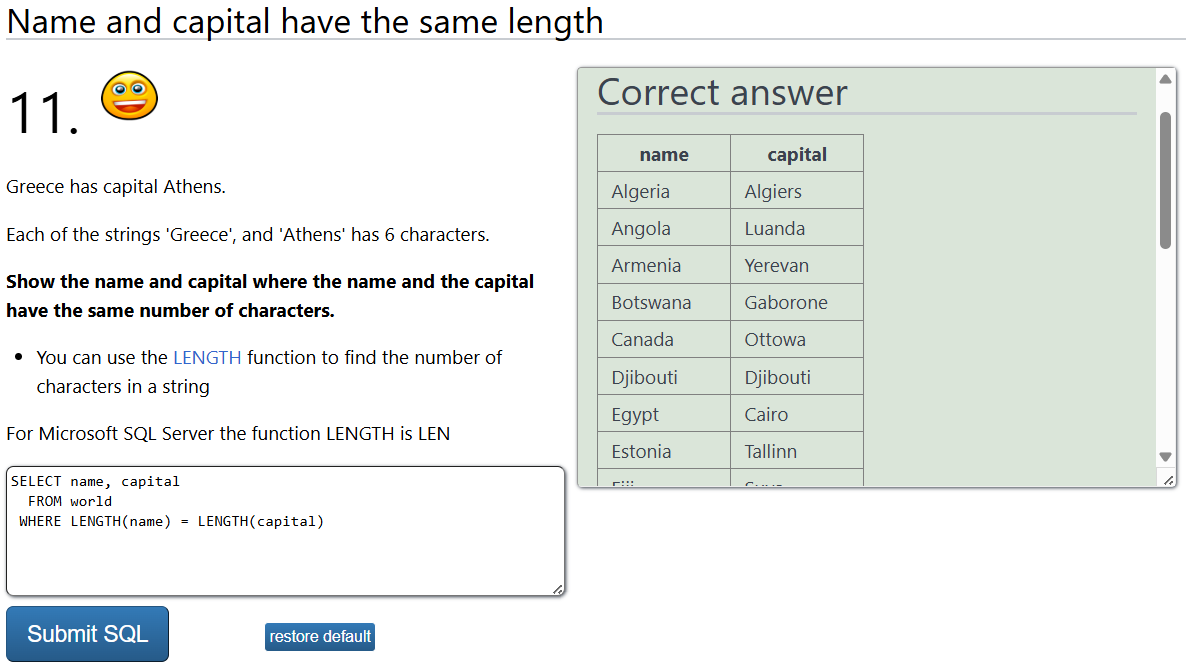 Name and capital have the same length
11.
Greece has capital Athens.
Each of the strings 'Greece', and 'Athens' has 6 characters.
Show the name and capital where the name and the capital
have the same number of characters.
• You can use the LENGTH function to find the number of
characters in a string
For Microsoft SQL Server the function LENGTH is LEN
SELECT name, capital
FROM world
WHERE LENGTH(name) = LENGTH(capital)
Submit SQL
restore default
Correct answer
name capital
Algeria Algiers
Angola Luanda
Armenia Yerevan
Botswana Gaborone
Canada Ottowa
Djibouti Djibouti
Egypt Cairo
Estonia Tallinn